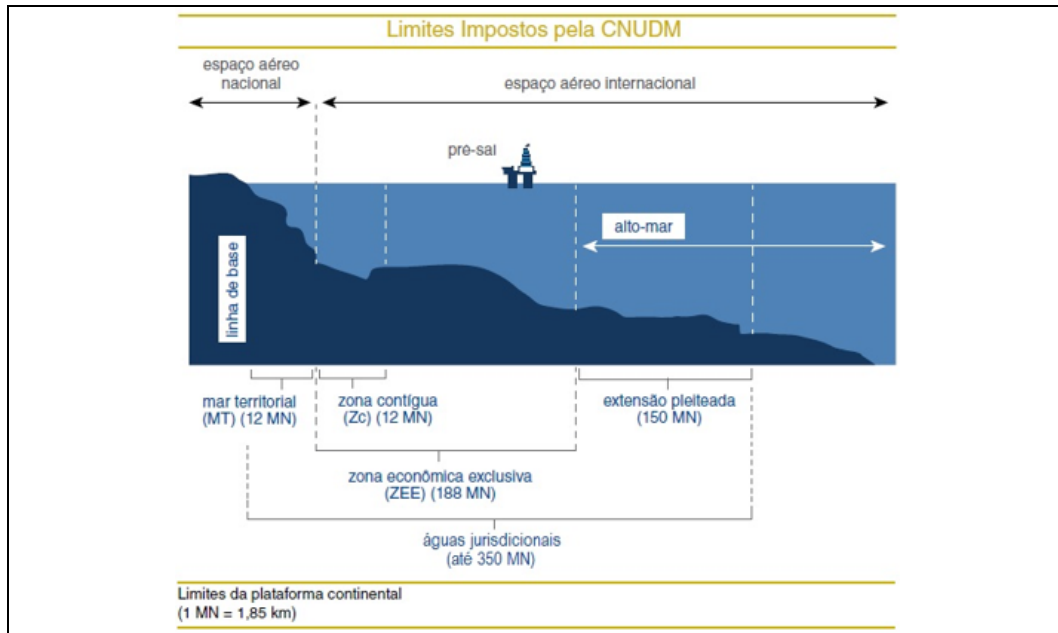 Limites Impostos pela CNUDM
espaço aéreo
nacional
espaço aéreo internacional
pré-sal
alto-mar
linha de base
mar territorial
(MT) (12 MN)
zona contígua
(Zc) (12 MN)
extensão pleiteada
(150 MN)
zona econômica exclusiva
(ZEE) (188 MN)
águas jurisdicionais
(até 350 MN)
Limites da plataforma continental
(1 MN = 1,85 km)